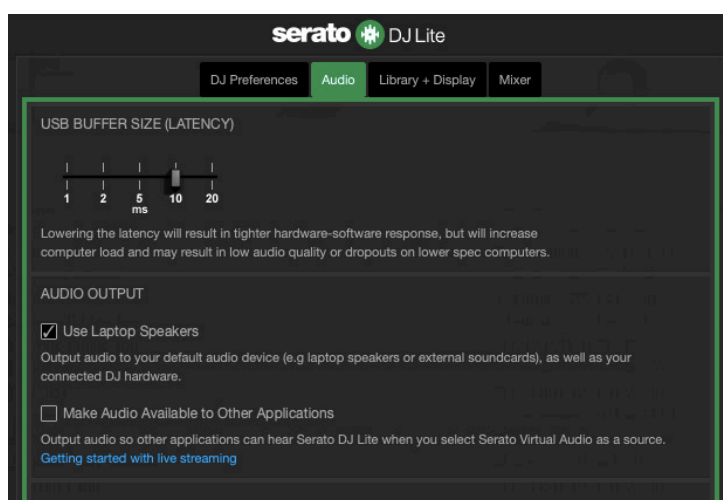 serato DJ Lite
DJ Preferences Audio Library + Display Mixer
USB BUFFER SIZE (LATENCY)
1 2 5 10 20
ms
Lowering the latency will result in tighter hardware-software response, but will increase
computer load and may result in low audio quality or dropouts on lower spec computers.
AUDIO OUTPUT
Use Laptop Speakers
Output audio to your default audio device (e.g laptop speakers or external soundcards), as well as your
connected DJ hardware.
Make Audio Available to Other Applications
Output audio so other applications can hear Serato DJ Lite when you select Serato Virtual Audio as a source.
Getting started with live streaming